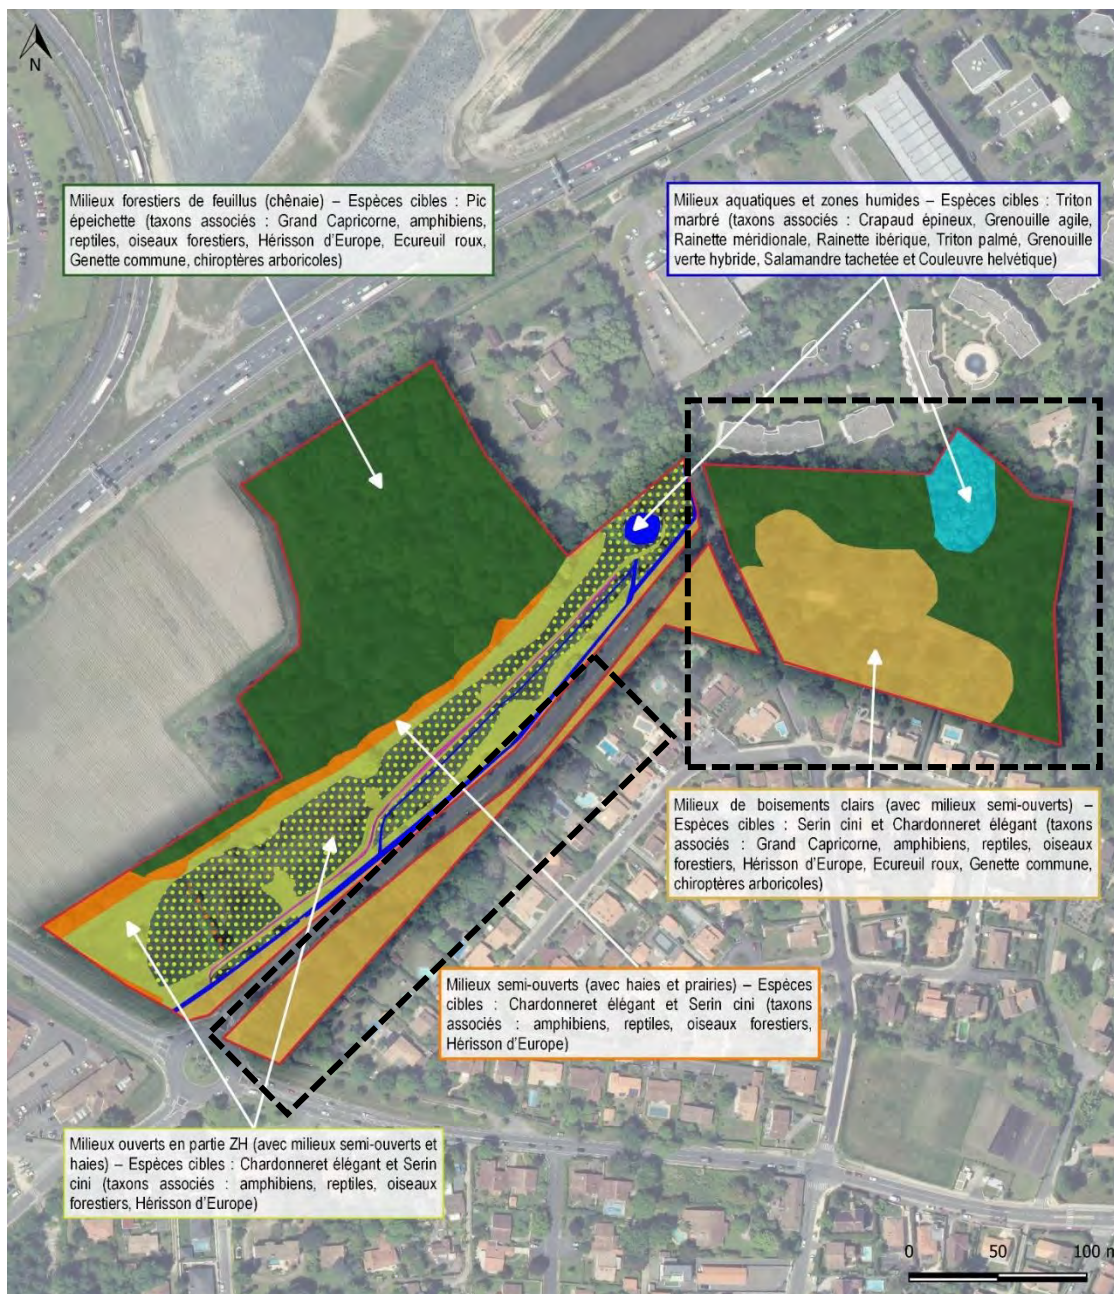 N
Milieux forestiers de feuillus (chênaie) – Espèces cibles : Pic
épeichette (taxons associés : Grand Capricorne, amphibiens,
reptiles, oiseaux forestiers, Hérisson d'Europe, Ecureuil roux,
Genette commune, chiroptères arboricoles)
Milieux aquatiques et zones humides – Espèces cibles : Triton
marbré (taxons associés : Crapaud épineux, Grenouille agile,
Rainette méridionale, Rainette ibérique, Triton palmé, Grenouille
verte hybride, Salamandre tachetée et Couleuvre helvétique)
Milieux de boisements clairs (avec milieux semi-ouverts) –
Espèces cibles : Serin cini et Chardonneret élégant (taxons
associés : Grand Capricorne, amphibiens, reptiles, oiseaux
forestiers, Hérisson d'Europe, Ecureuil roux, Genette commune,
chiroptères arboricoles)
Milieux semi-ouverts (avec haies et prairies) – Espèces
cibles : Chardonneret élégant et Serin cini (taxons
associés : amphibiens, reptiles, oiseaux forestiers,
Hérisson d'Europe)
Milieux ouverts en partie ZH (avec milieux semi-ouverts et
haies) – Espèces cibles : Chardonneret élégant et Serin
cini (taxons associés : amphibiens, reptiles, oiseaux
forestiers, Hérisson d'Europe)
0 50 100 m